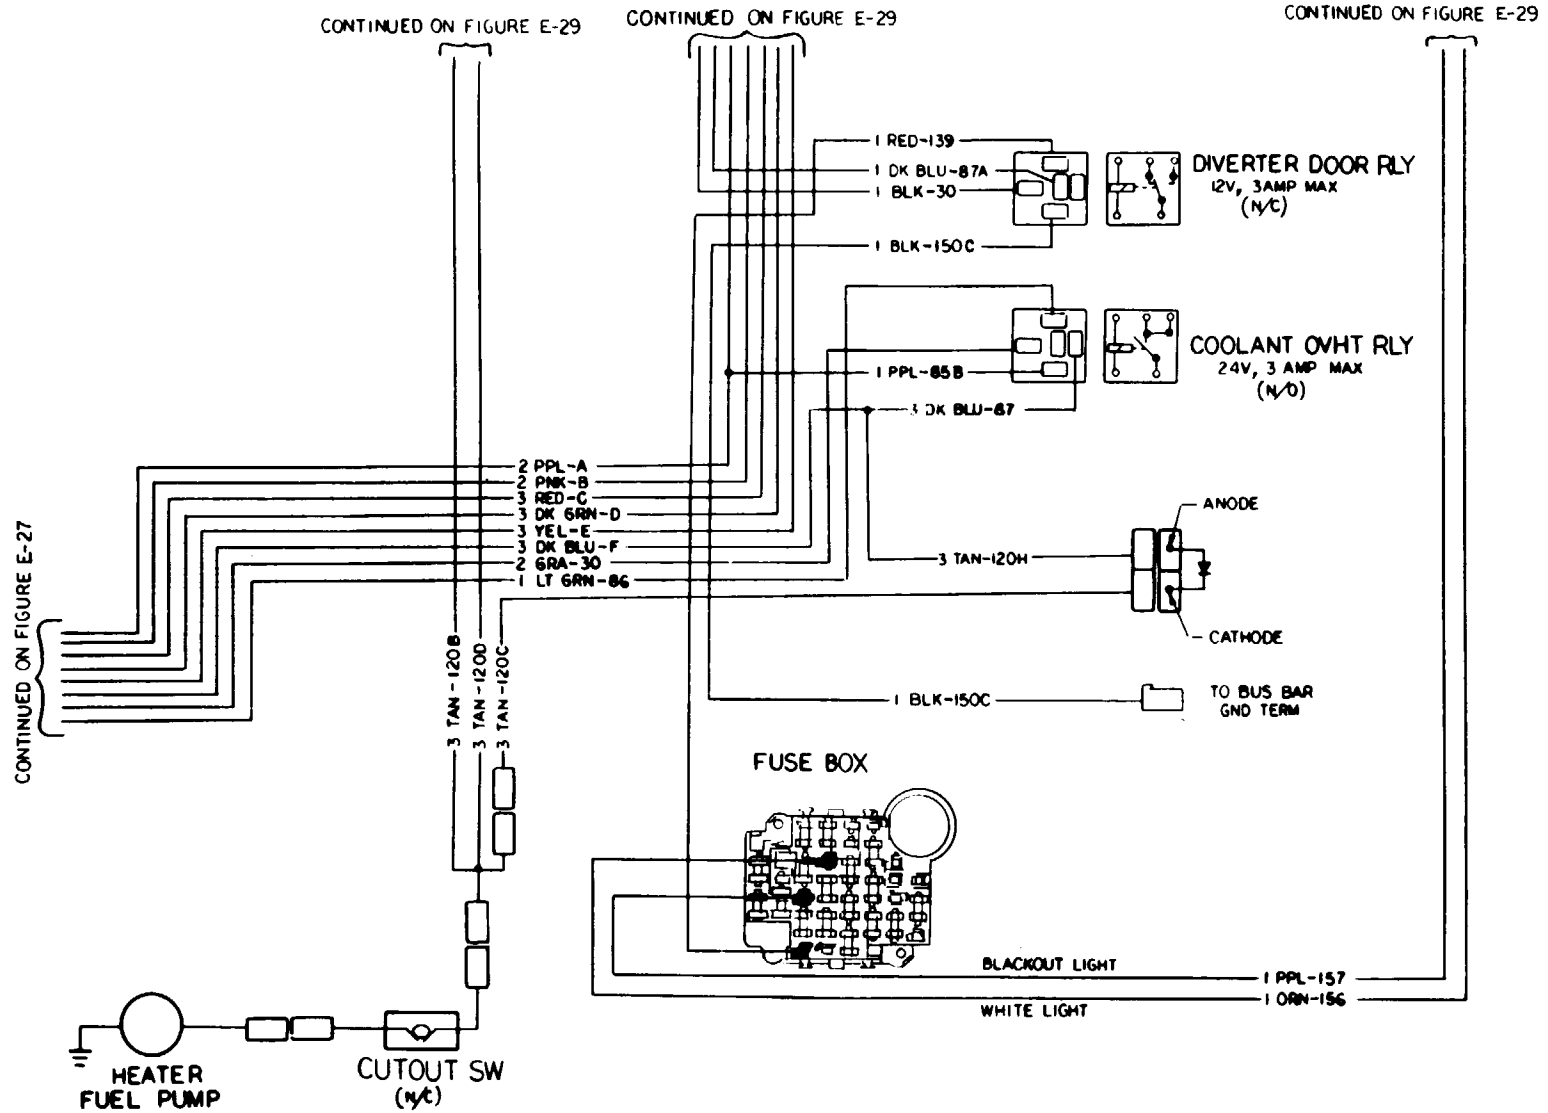 CONTINUED ON FIGURE E-29
CONTINUED ON FIGURE E-29
CONTINUED ON FIGURE E-29
1 RED-139
1 DK BLU-87A
1 BLK-30
DIVERTER DOOR RLY
12V, 3AMP MAX
(N/C)
1 BLK-150C
COOLANT OVHT RLY
24V, 3 AMP MAX
(N/O)
1 PPL-85B
3 DK BLU-87
2 PPL-A
2 PNK-B
3 RED-C
3 DK GRN-D
3 YEL-E
3 DK BLU-F
2 GRA-30
1 LT GRN-86
ANODE
3 TAN-120H
CATHODE
CONTINUED ON FIGURE E-27
3 TAN-120B
3 TAN-120D
3 TAN-120C
1 BLK-150C
TO BUS BAR
GND TERM
FUSE BOX
BLACKOUT LIGHT
1 PPL-157
1 ORN-156
WHITE LIGHT
HEATER
FUEL PUMP
CUTOUT SW
(N/C)